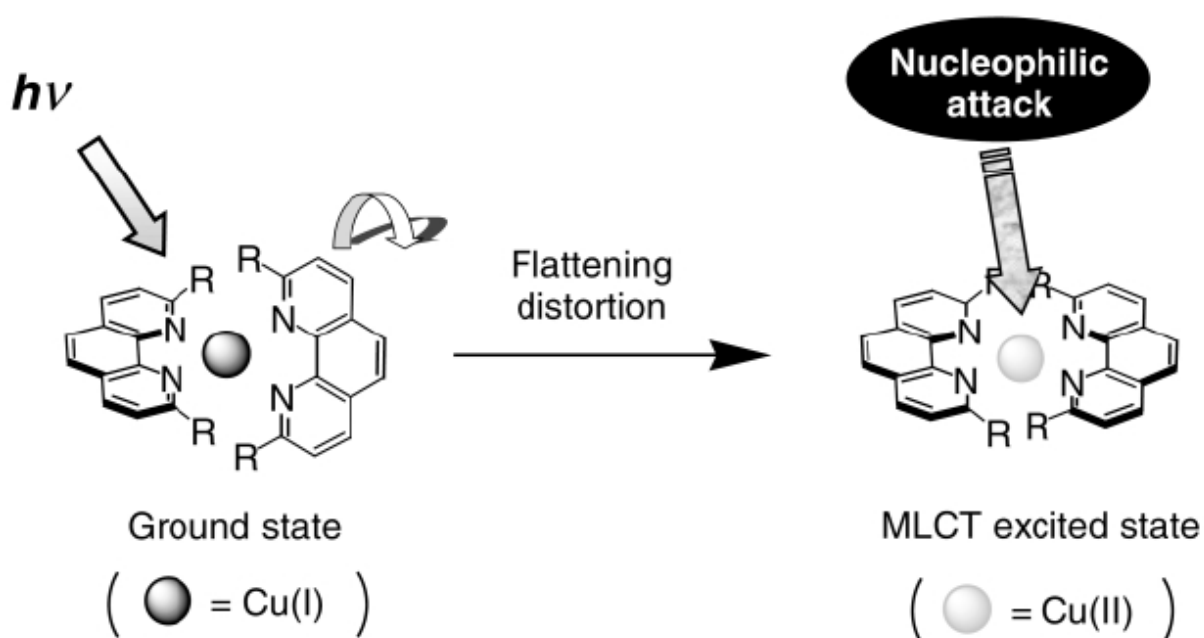 hν
Nucleophilic
attack
R
R
N
N
R
N
N
R
Flattening
distortion
R
R
N
N
N
N
R
R
Ground state
MLCT excited state
( = Cu(I) )
( = Cu(II) )